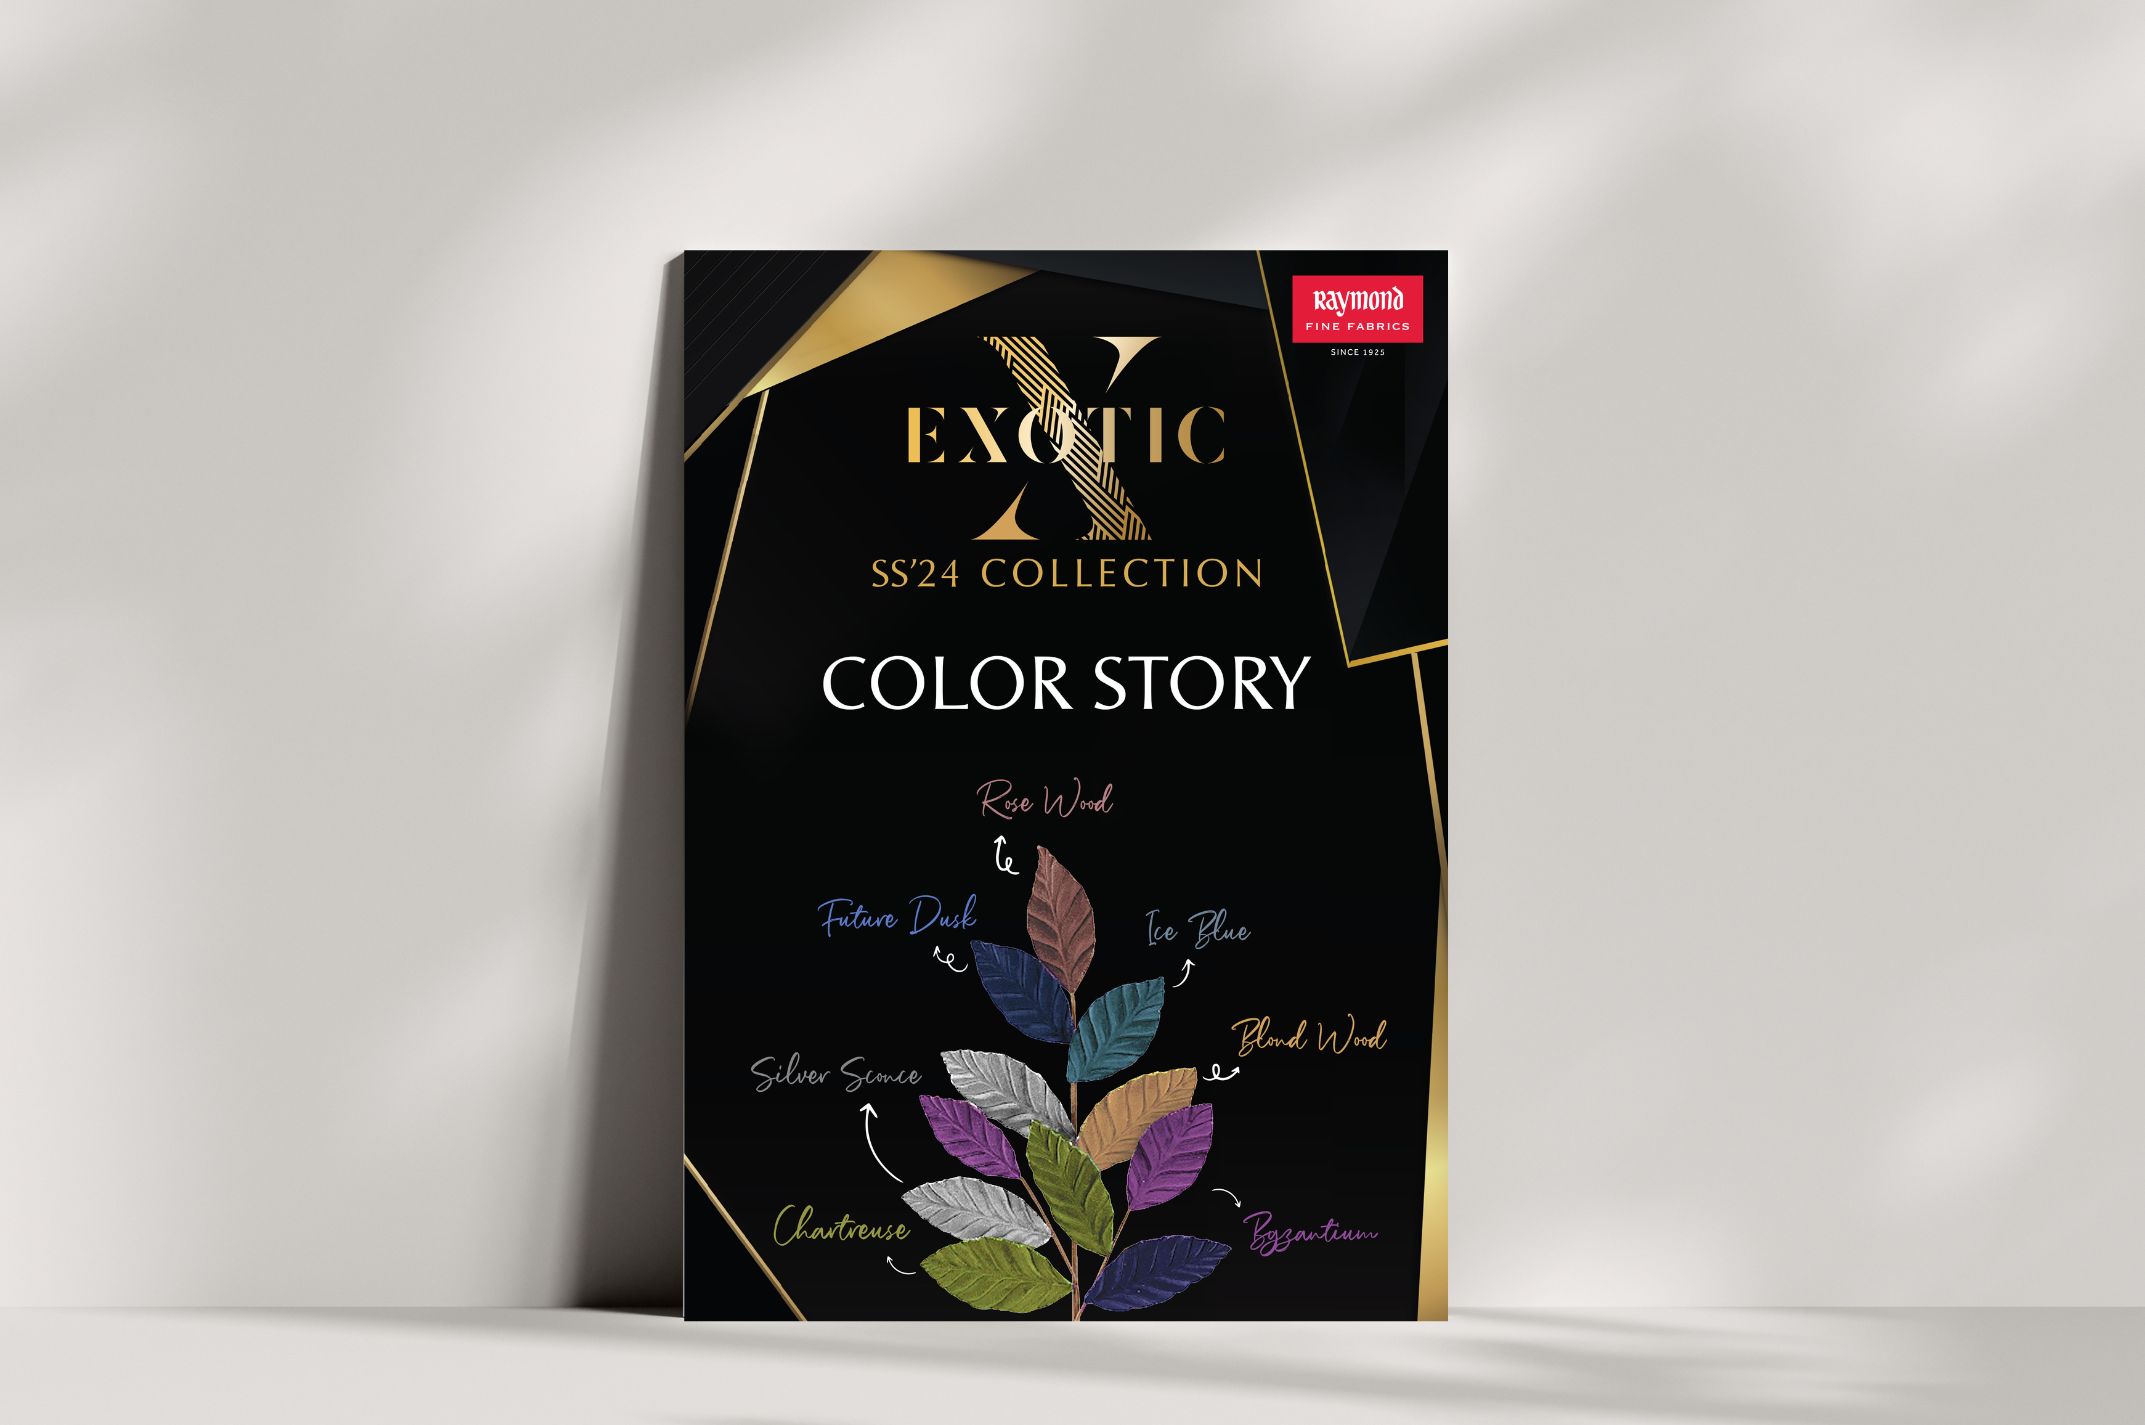 Raymond
FINE FABRICS
SINCE 1925
X
EXOTIC
SS’24 COLLECTION
COLOR STORY
Rose Wood
Future Dusk
Ice Blue
Blond Wood
Silver Sconce
Chartreuse
Byzantium